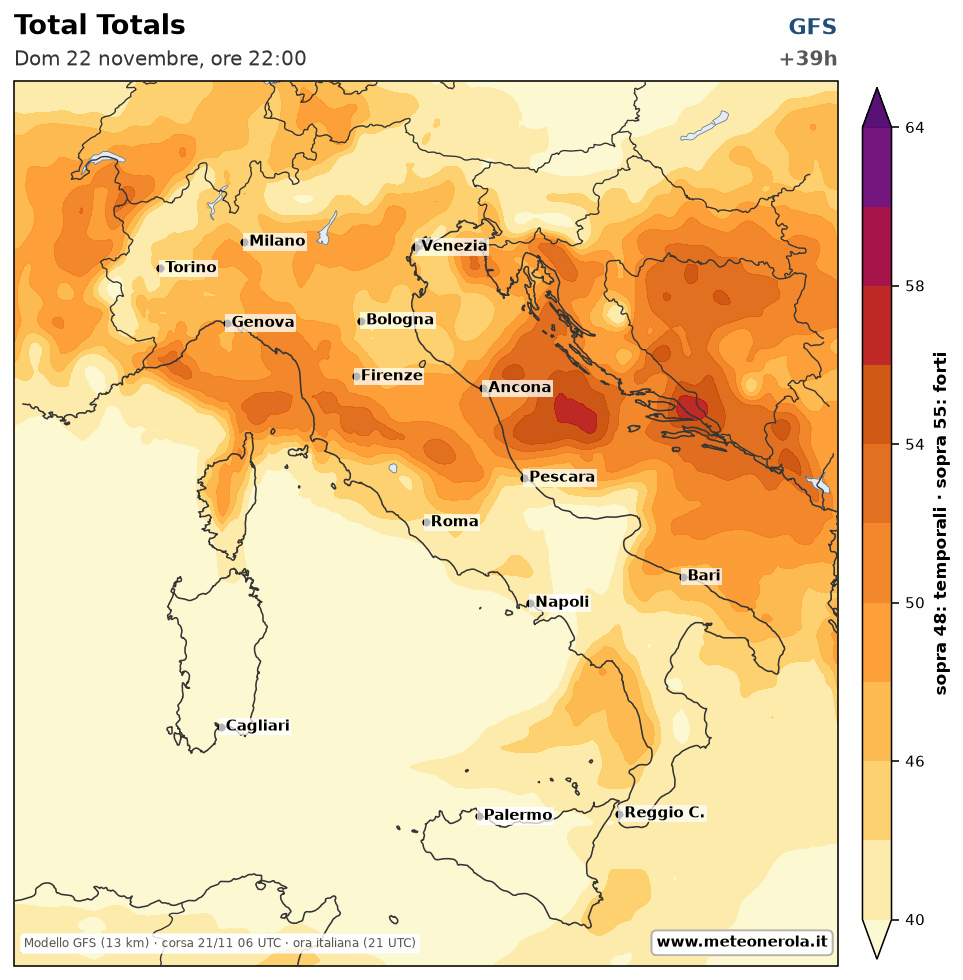 Total Totals
GFS
Dom 22 novembre, ore 22:00
+39h
64
Milano
Venezia
Torino
58
Genova
Bologna
Firenze
Ancona
54
Pescara
Roma
Bari
50
Napoli
Cagliari
46
Palermo
Reggio C.
40
sopra 48: temporali · sopra 55: forti
Modello GFS (13 km) · corsa 21/11 06 UTC · ora italiana (21 UTC)
www.meteonerola.it